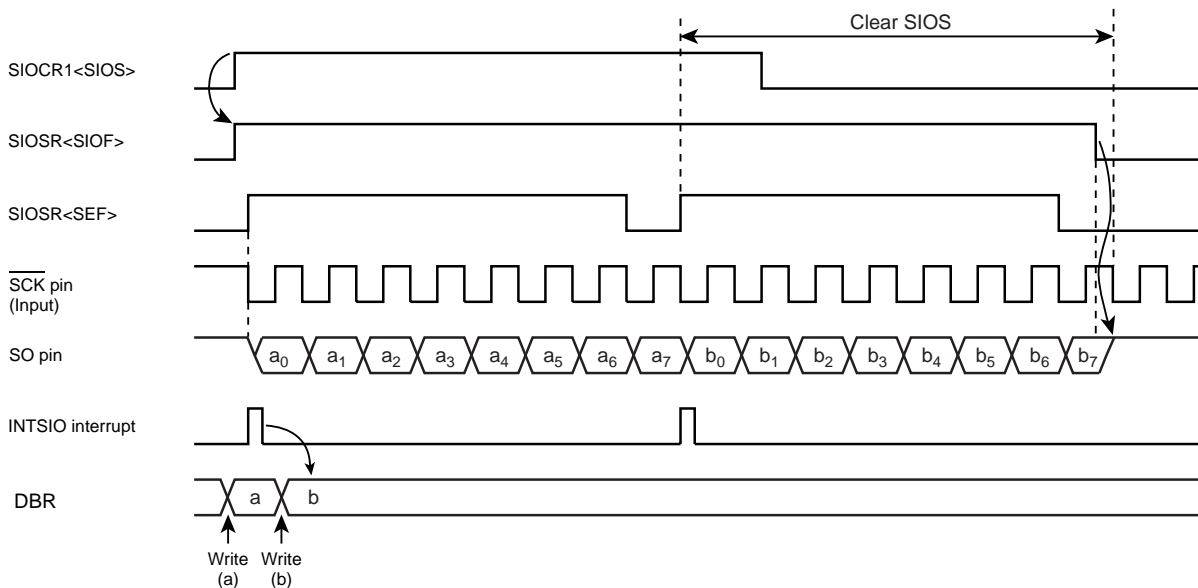 Clear SIOS
SIOCR1<SIOS>
SIOSR<SIOF>
SIOSR<SEF>
SCK pin
(Input)
SO pin
a0 a1 a2 a3 a4 a5 a6 a7 b0 b1 b2 b3 b4 b5 b6 b7
INTSIO interrupt
DBR
a b
Write Write
(a) (b)